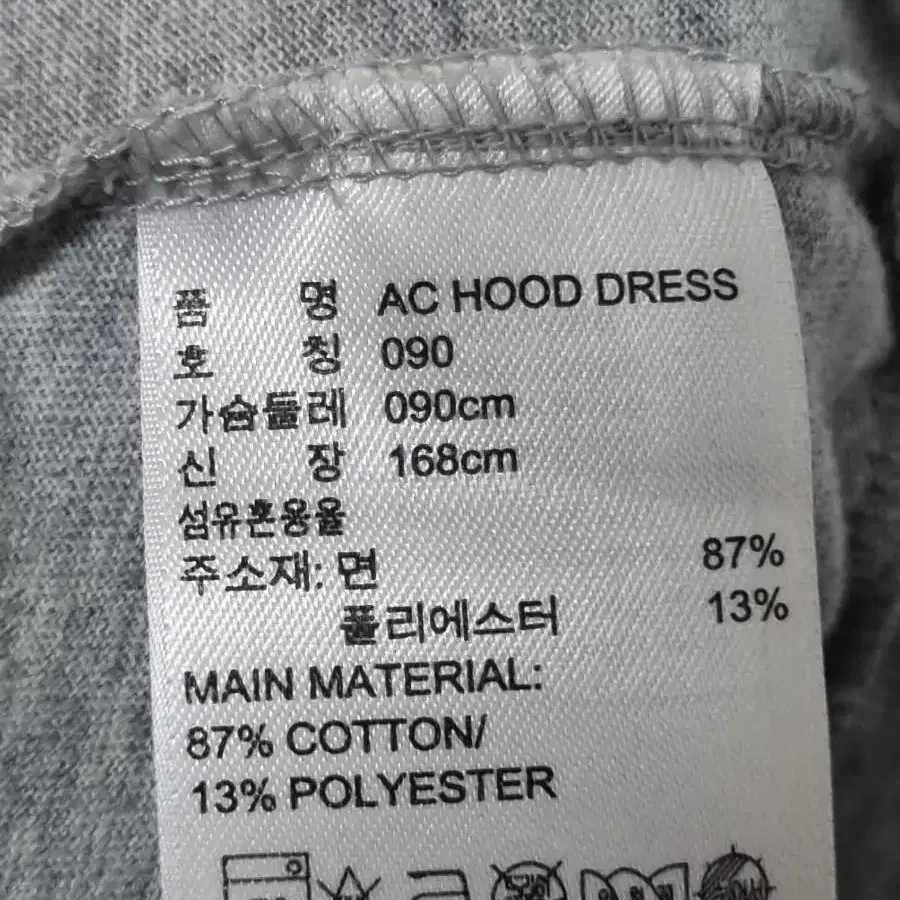 품 명 AC HOOD DRESS
호 칭 090
가슴둘레 090cm
신 장 168cm
섬유혼용율
주소재: 면 87%
폴리에스터 13%
MAIN MATERIAL:
87% COTTON/
13% POLYESTER